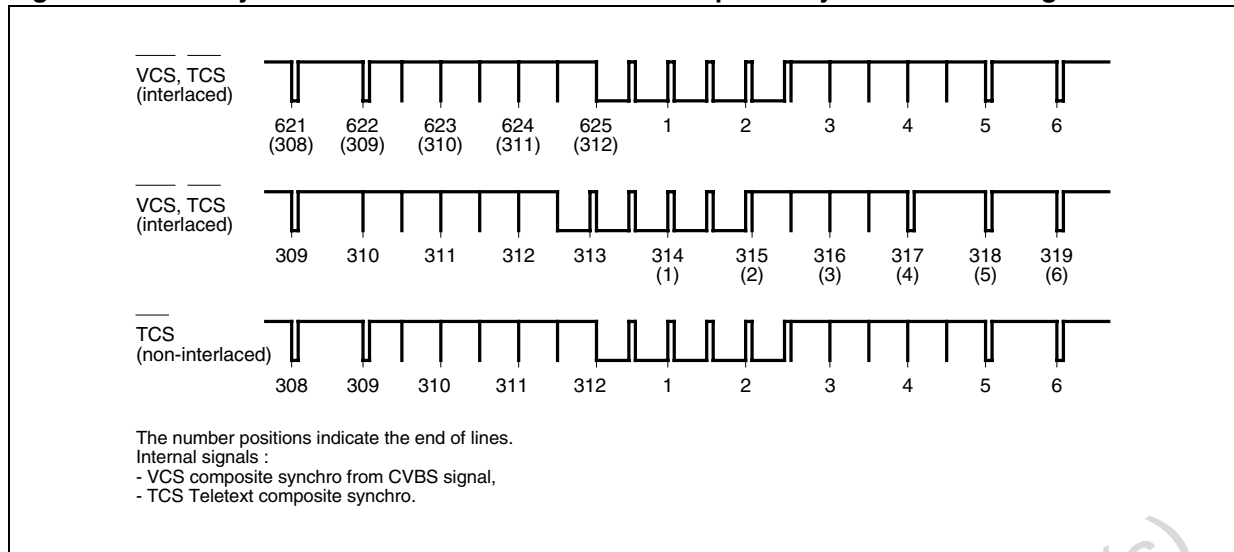 VCS, TCS
(interlaced)
621 622 623 624 625 1 2 3 4 5 6
(308) (309) (310) (311) (312)
VCS, TCS
(interlaced)
309 310 311 312 313 314 315 316 317 318 319
(1) (2) (3) (4) (5) (6)
TCS
(non-interlaced)
308 309 310 311 312 1 2 3 4 5 6
The number positions indicate the end of lines.
Internal signals :
- VCS composite synchro from CVBS signal,
- TCS Teletext composite synchro.